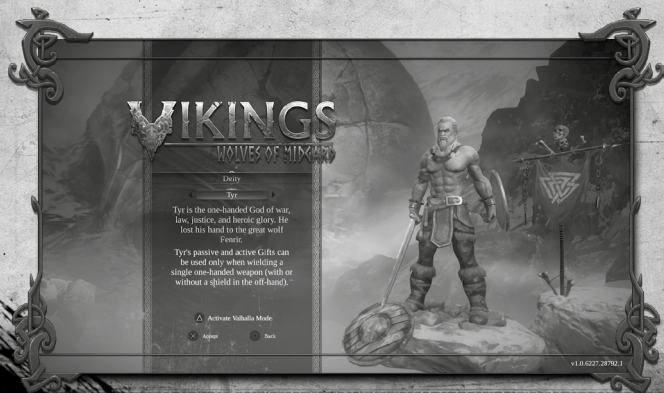 VIKINGS
WOLVES OF MIDGARD
Deity
Tyr
Tyr is the one-handed God of war,
law, justice, and heroic glory. He
lost his hand to the great wolf
Fenrir.
Tyr's passive and active Gifts can
be used only when wielding a
single one-handed weapon (with or
without a shield in the off-hand).
Activate Valhalla Mode
Accept
Back
v1.0.6227.28792.1